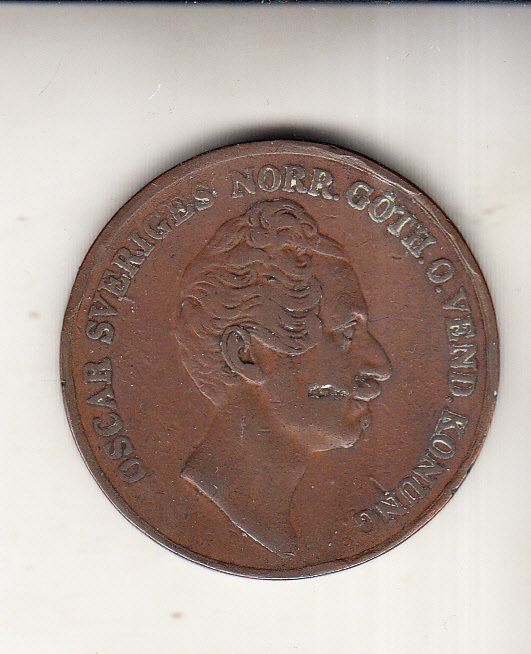 OSCAR SVERIGES NORR. GÖTH. O. VEND. KONUNG